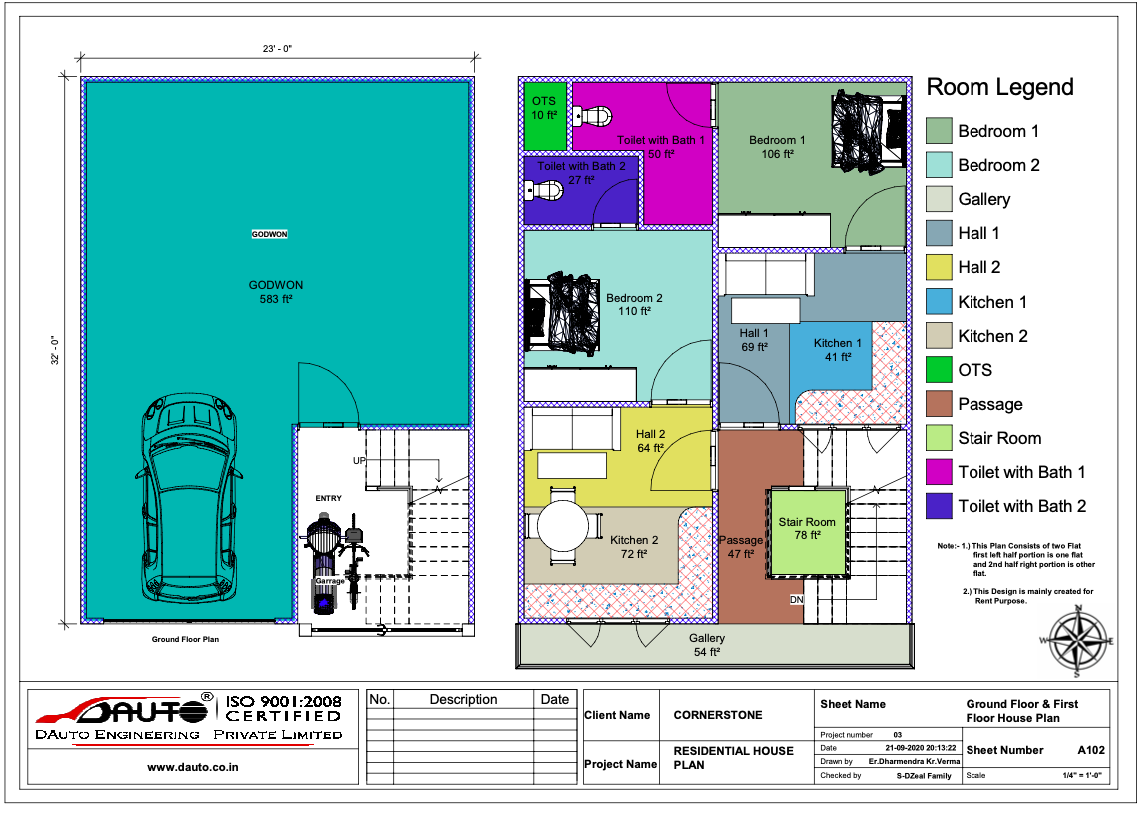 23' - 0"
32' - 0"
GODWON
GODWON
583 ft²
UP
ENTRY
Garrage
Ground Floor Plan
OTS
10 ft²
Toilet with Bath 1
50 ft²
Toilet with Bath 2
27 ft²
Bedroom 1
106 ft²
Bedroom 2
110 ft²
Hall 1
69 ft²
Kitchen 1
41 ft²
Hall 2
64 ft²
Kitchen 2
72 ft²
Passage
47 ft²
Stair Room
78 ft²
DN
Gallery
54 ft²
Room Legend
Bedroom 1
Bedroom 2
Gallery
Hall 1
Hall 2
Kitchen 1
Kitchen 2
OTS
Passage
Stair Room
Toilet with Bath 1
Toilet with Bath 2
Note:- 1.) This Plan Consists of two Flat
first left half portion is one flat
and 2nd half right portion is other
flat.
2.) This Design is mainly created for
Rent Purpose.
N
W
E
S
DAUTO®
ISO 9001:2008
CERTIFIED
DAUTO ENGINEERING PRIVATE LIMITED
www.dauto.co.in
No. Description Date
Client Name CORNERSTONE
Project Name RESIDENTIAL HOUSE
PLAN
Sheet Name Ground Floor & First
Floor House Plan
Project number 03
Date 21-09-2020 20:13:22
Drawn by Er.Dharmendra Kr.Verma
Checked by S-DZeal Family
Sheet Number A102
Scale 1/4" = 1'-0"